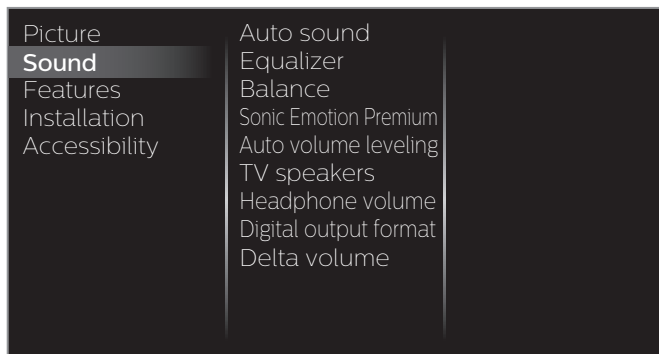 Picture
Sound
Features
Installation
Accessibility
Auto sound
Equalizer
Balance
Sonic Emotion Premium
Auto volume leveling
TV speakers
Headphone volume
Digital output format
Delta volume